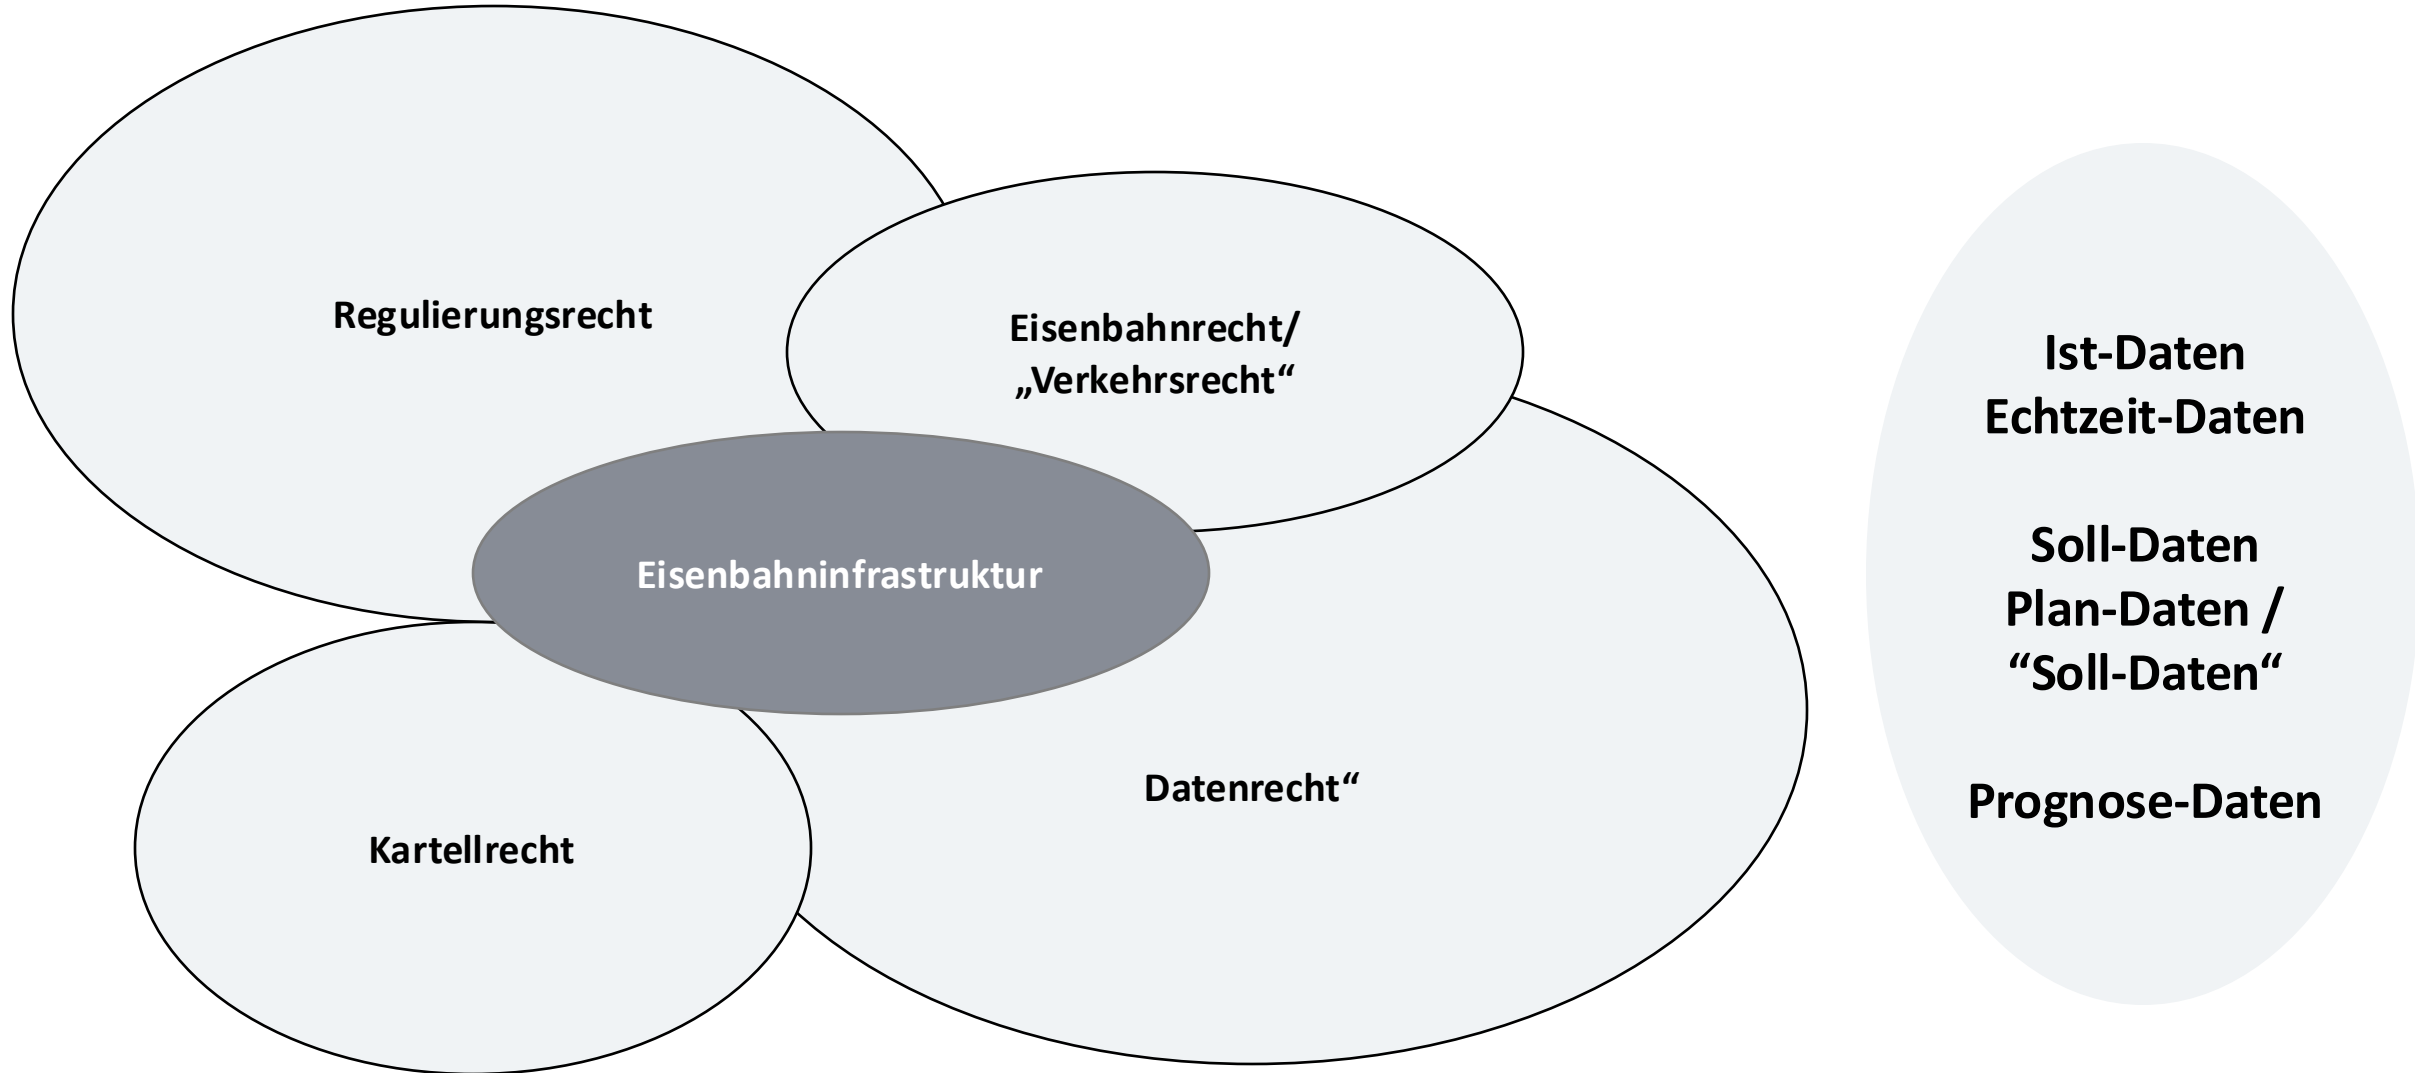 Regulierungsrecht
Eisenbahnrecht/
„Verkehrsrecht“
Eisenbahninfrastruktur
Kartellrecht
Datenrecht“
Ist-Daten
Echtzeit-Daten
Soll-Daten
Plan-Daten /
“Soll-Daten“
Prognose-Daten